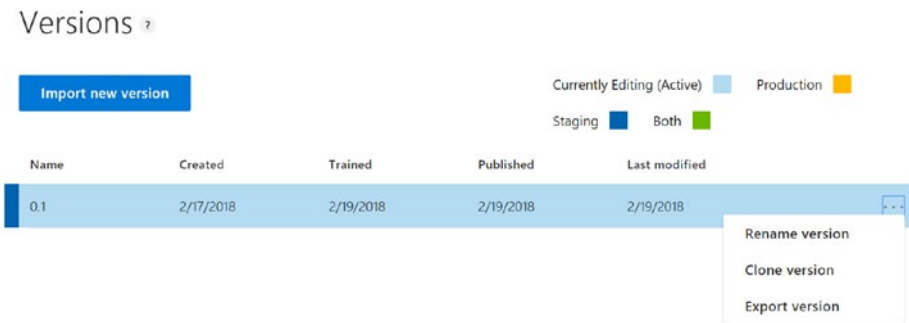 Versions ?
Import new version
Currently Editing (Active) Production
Staging Both
Name Created Trained Published Last modified
0.1 2/17/2018 2/19/2018 2/19/2018 2/19/2018 ...
Rename version
Clone version
Export version